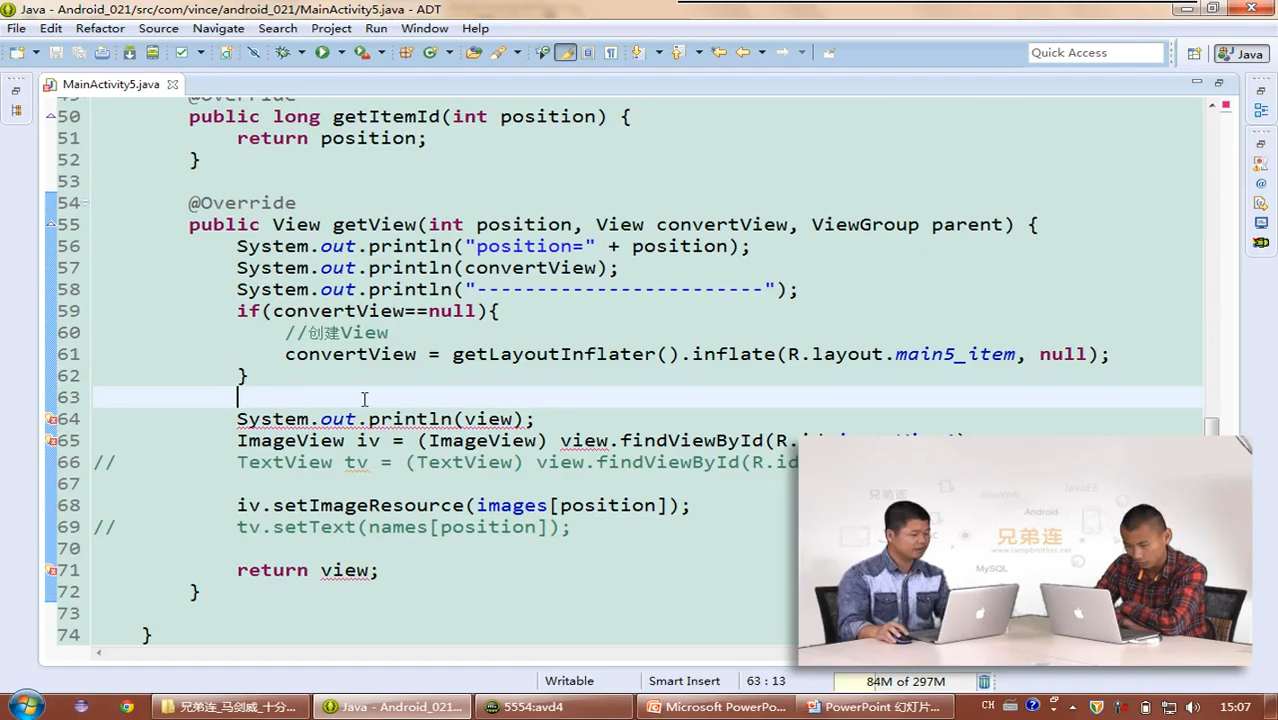 Java - Android_021/src/com/vince/android_021/MainActivity5.java - ADT
File Edit Refactor Source Navigate Search Project Run Window Help
Quick Access
Java
MainActivity5.java
49 @Override
50 public long getItemId(int position) {
51 return position;
52 }
53
54 @Override
55 public View getView(int position, View convertView, ViewGroup parent) {
56 System.out.println("position=" + position);
57 System.out.println(convertView);
58 System.out.println("------------------------");
59 if(convertView==null){
60 //创建View
61 convertView = getLayoutInflater().inflate(R.layout.main5_item, null);
62 }
63
64 System.out.println(view);
65 ImageView iv = (ImageView) view.findViewById(R.
66 // TextView tv = (TextView) view.findViewById(R.id
67
68 iv.setImageResource(images[position]);
69 // tv.setText(names[position]);
70
71 return view;
72 }
73
74 }
JavaWeb
JavaEE
Android
兄弟连
www.lampbrother.net
MySQL
Writable
Smart Insert
63 : 13
84M of 297M
兄弟连_马剑威_十分...
Java - Android_021...
5554:avd4
Microsoft PowerPo...
PowerPoint 幻灯片...
CH
15:07